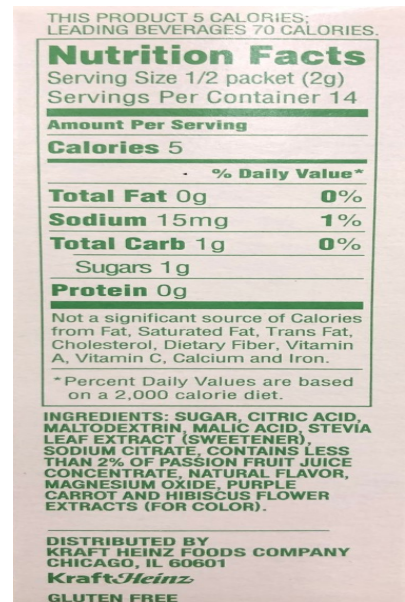 THIS PRODUCT 5 CALORIES;
LEADING BEVERAGES 70 CALORIES.
Nutrition Facts
Serving Size 1/2 packet (2g)
Servings Per Container 14
Amount Per Serving
Calories 5
% Daily Value*
Total Fat 0g 0%
Sodium 15mg 1%
Total Carb 1g 0%
Sugars 1g
Protein 0g
Not a significant source of Calories
from Fat, Saturated Fat, Trans Fat,
Cholesterol, Dietary Fiber, Vitamin
A, Vitamin C, Calcium and Iron.
*Percent Daily Values are based
on a 2,000 calorie diet.
INGREDIENTS: SUGAR, CITRIC ACID,
MALTODEXTRIN, MALIC ACID, STEVIA
LEAF EXTRACT (SWEETENER),
SODIUM CITRATE, CONTAINS LESS
THAN 2% OF PASSION FRUIT JUICE
CONCENTRATE, NATURAL FLAVOR,
MAGNESIUM OXIDE, PURPLE
CARROT AND HIBISCUS FLOWER
EXTRACTS (FOR COLOR).
DISTRIBUTED BY
KRAFT HEINZ FOODS COMPANY
CHICAGO, IL 60601
KraftHeinz
GLUTEN FREE